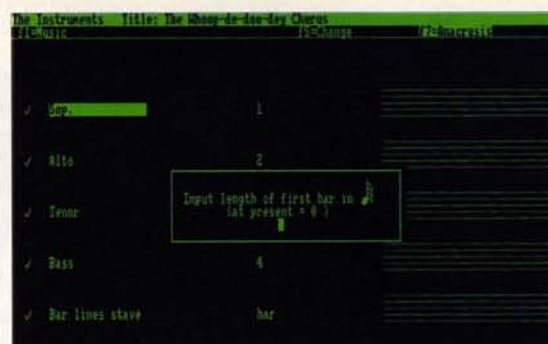 The Instruments Title: The Whoop-de-doo-dey Chorus
f1=Music f5=Change f7=Anacrusis
Sop. 1
Alto 2
Input length of first bar in
(at present = 0 )
Tenor
Bass 4
Bar lines stave bar